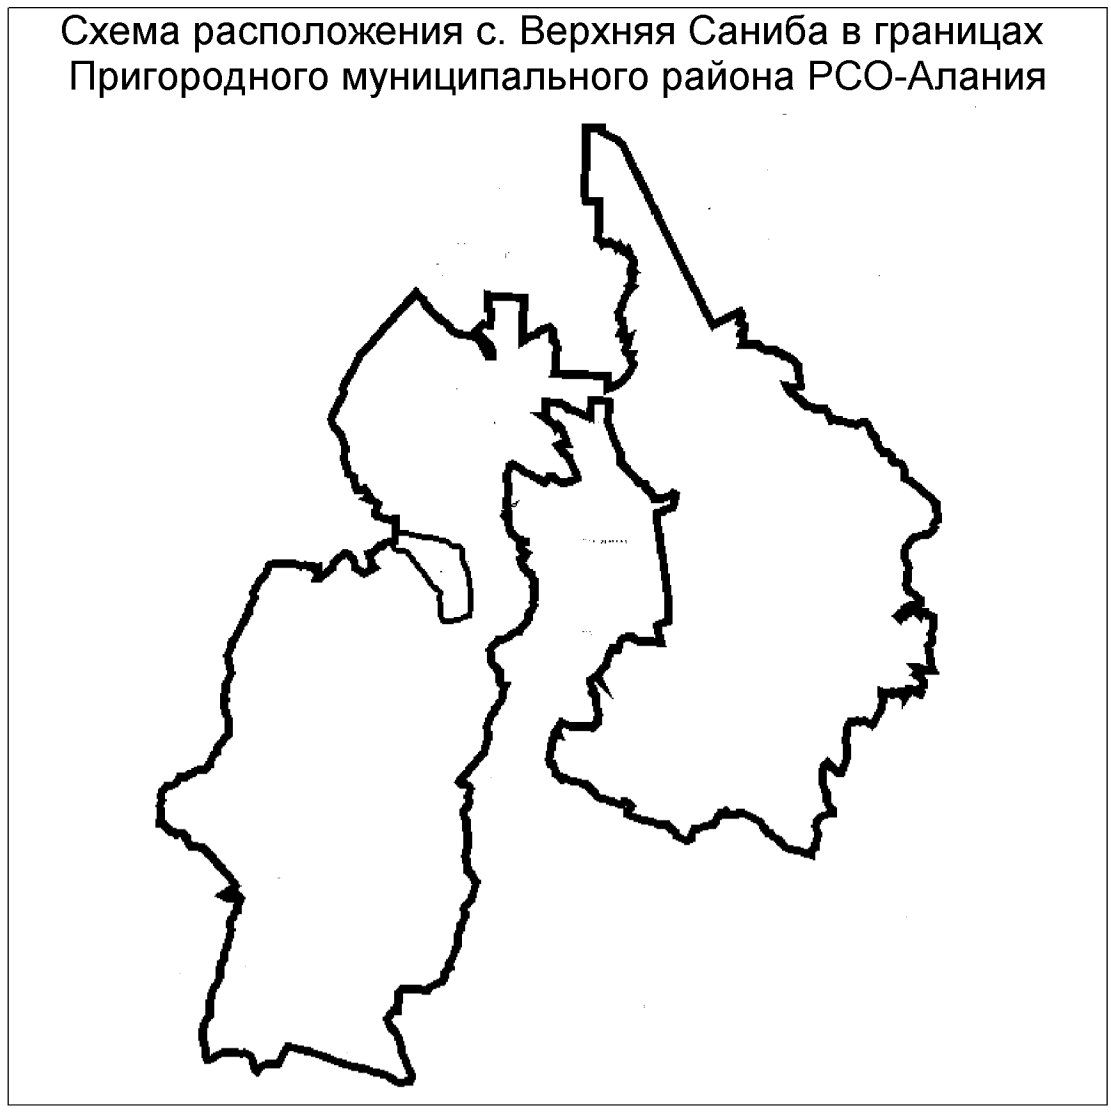 Схема расположения с. Верхняя Саниба в границах
Пригородного муниципального района РСО-Алания